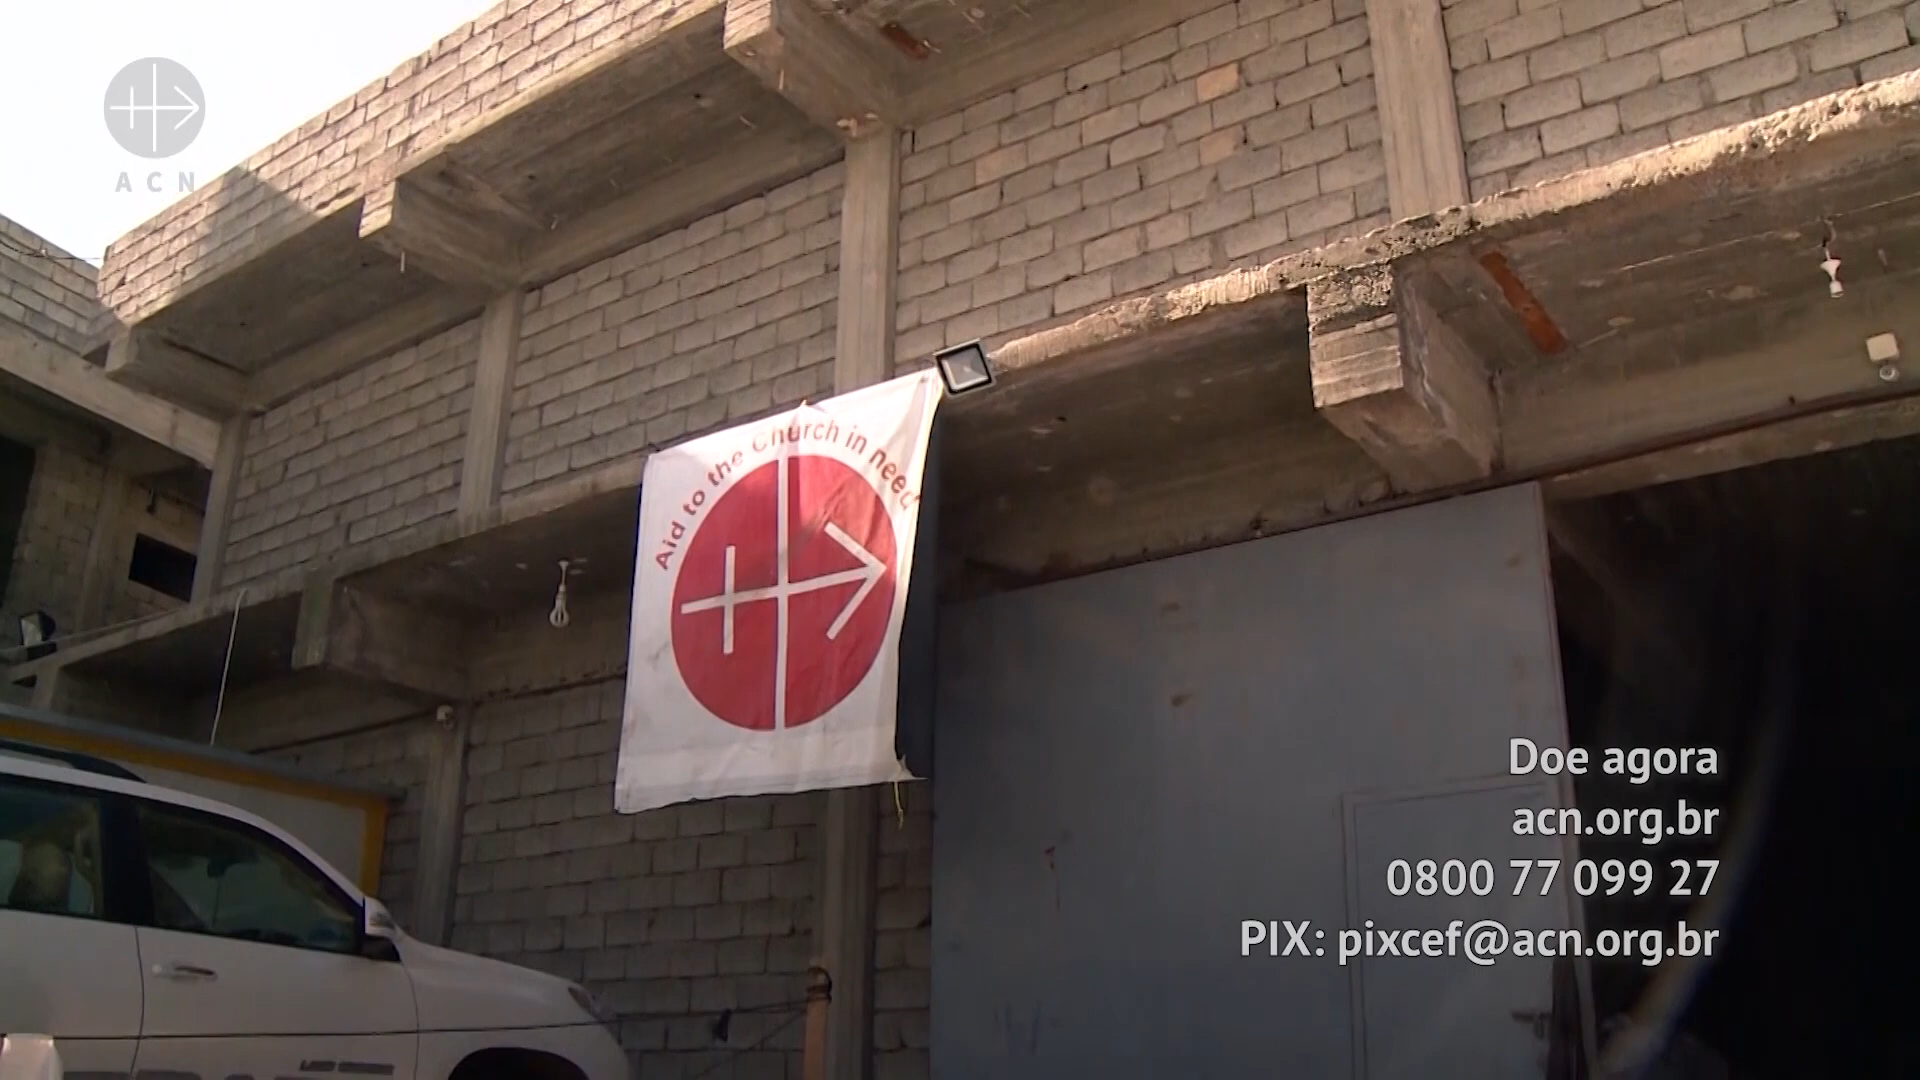 ACN
Aid to the Church in need
Doe agora
acn.org.br
0800 77 099 27
PIX: pixcef@acn.org.br